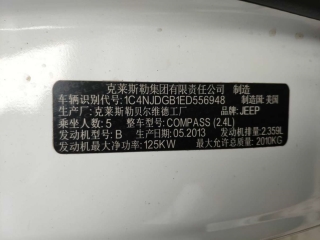 克莱斯勒集团有限责任公司 制造
车辆识别代号:1C4NJDGB1ED556948 制造国:美国
生产厂名:克莱斯勒贝尔维德工厂 品牌:JEEP
乘坐人数:5 整车型号:COMPASS (2.4L)
发动机型号:B 生产年月:05.2013 发动机排量:2.359L
发动机最大净功率:125KW 最大允许总质量:2010KG